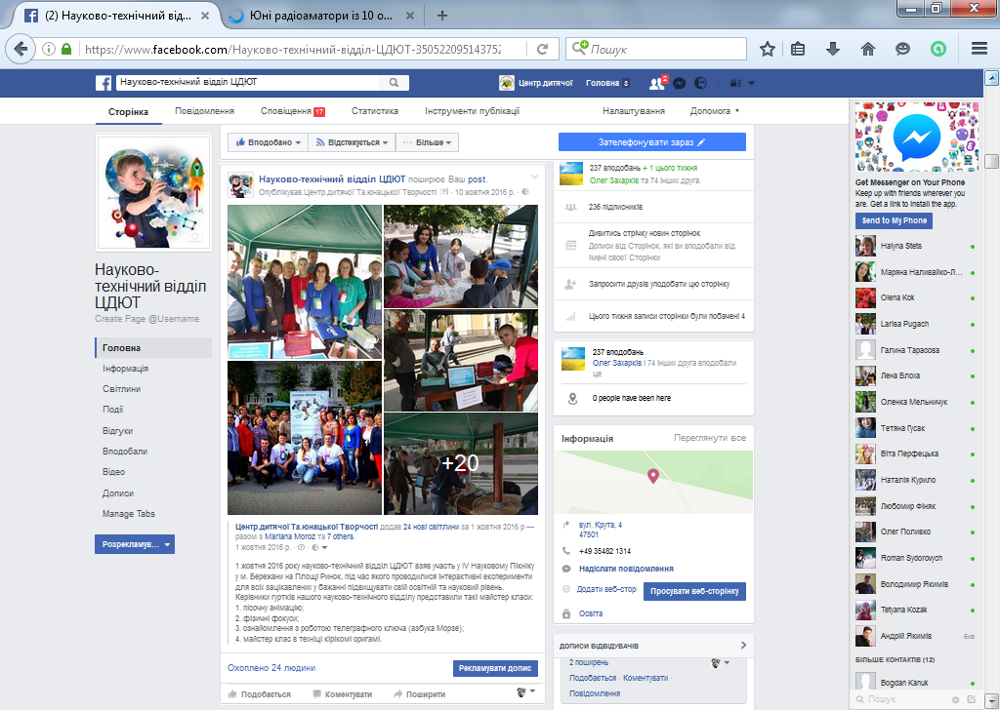 (2) Науково-технічний від...
Юні радіоаматори із 10 о...
https://www.facebook.com/Науково-технічний-відділ-ЦДЮТ-35052209514375
Пошук
Науково-технічний відділ ЦДЮТ
Центр.дитячої
Головна 8
2
Сторінка
Повідомлення
Сповіщення 17
Статистика
Інструменти публікації
Налаштування
Допомога
Науково-
технічний відділ
ЦДЮТ
Create Page @Username
Головна
Інформація
Світлини
Події
Відгуки
Вподобали
Відео
Дописи
Manage Tabs
Розрекламув...
Вподобано
Відстежується
Більше
Науково-технічний відділ ЦДЮТ поширює Ваш post.
Опублікував Центр.дитячої Та.юнацької Творчості [?] · 10 жовтня 2016 р. ·
+20
Центр.дитячої Та.юнацької Творчості додав 24 нові світлини за 1 жовтня 2016 р —
разом з Mariana Moroz та 7 others.
1 жовтня 2016 р. ·
1 жовтня 2016 року науково-технічний відділ ЦДЮТ взяв участь у IV Науковому Пікніку
у м. Бережани на Площі Ринок, під час якого проводилися інтерактивні експерименти
для всіх зацікавлених у бажанні підвищувати свій освітній та науковий рівень.
Керівники гуртків нашого науково-технічного відділу представили такі майстер класи:
1. пісочну анімацію;
2. фізичні фокуси;
3. ознайомлення з роботою телеграфного ключа (азбука Морзе);
4. майстер клас в техніці кірікомі оригамі.
Охоплено 24 людини
Рекламувати допис
Подобається
Коментувати
Поширити
Зателефонувати зараз
237 вподобань + 1 цього тижня
Олег Захарків та 74 інших друга
236 підписників
Дивитись стрічку новин сторінок
Дописи від Сторінок, які ви вподобали від
імені своєї Сторінки
Запросити друзів уподобати цю сторінку
Цього тижня записи сторінки були побачені 4
237 вподобань
Олег Захарків і 74 інших друга вподобали
це
0 people have been here
Інформація
Переглянути все
вул. Крута, 4
47501
+49 35482 1314
Надіслати повідомлення
Додати веб-сторі
Просувати веб-сторінку
Освіта
ДОПИСИ ВІДВІДУВАЧІВ
2 поширень
Подобається · Коментувати ·
Повідомлення
Get Messenger on Your Phone
Keep up with friends wherever you
are. Get a link to install the app.
Send to My Phone
Halyna Stets
Маряна Наливайко-Л...
Olena Kok
Larisa Pugach
Галина Тарасова
Лена Блоха
Оленка Мельничук
Тетяна Гусак
Віта Перфецька
Наталія Курило
Любомир Фіняк
Олег Поливко
Roman Sydorovych
Володимир Якимів
Tetyana Kozak
Андрій Якимів
6хв
БІЛЬШЕ КОНТАКТІВ (12)
Bogdan Kanuk
Пошук